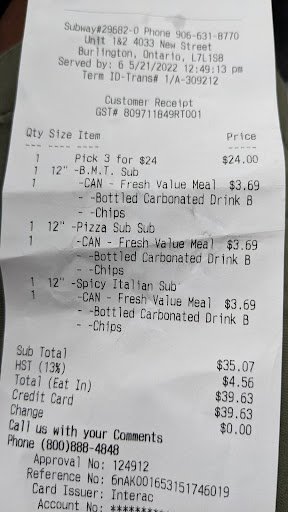 Subway#29682-0 Phone 906-631-8770
Unit 1&2 4033 New Street
Burlington, Ontario, L7L1S8
Served by: 6 5/21/2022 12:49:13 pm
Term ID-Trans# 1/A-309212
Customer Receipt
GST# 809711849RT001
Qty Size Item Price
--- ---- ---- -----
1 Pick 3 for $24 $24.00
1 12" -B.M.T. Sub
1 -CAN - Fresh Value Meal $3.69
- -Bottled Carbonated Drink B
- -Chips
1 12" -Pizza Sub Sub
1 -CAN - Fresh Value Meal $3.69
- -Bottled Carbonated Drink B
- -Chips
1 12" -Spicy Italian Sub
1 -CAN - Fresh Value Meal $3.69
- -Bottled Carbonated Drink B
- -Chips
Sub Total $35.07
HST (13%) $4.56
Total (Eat In) $39.63
Credit Card $39.63
Change $0.00
Call us with your Comments
Phone (800)888-4848
Approval No: 124912
Reference No: 6nAK001653151746019
Card Issuer: Interac
Account No: **********